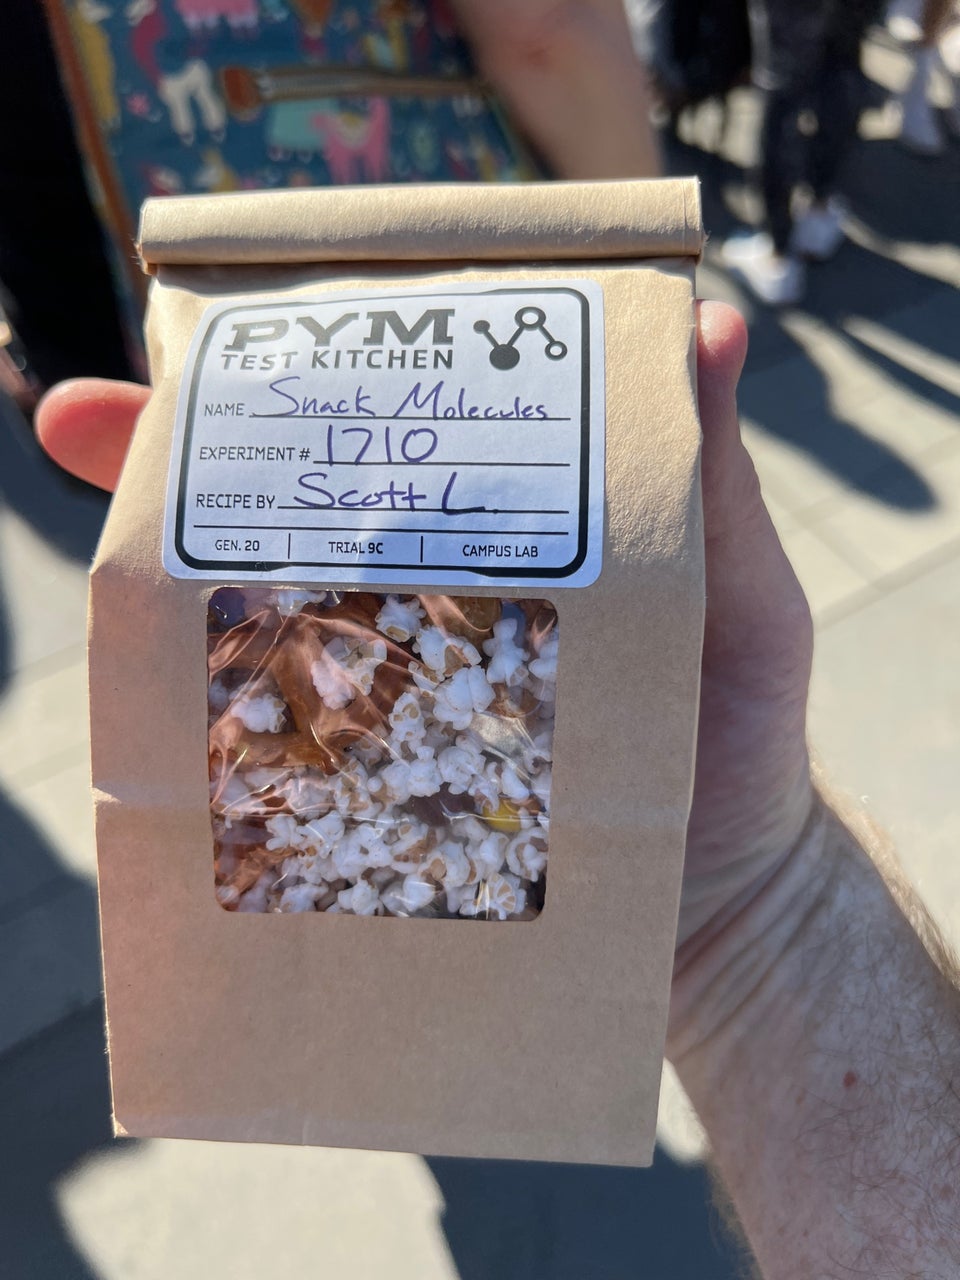 PYM
TEST KITCHEN
NAME Snack Molecules
EXPERIMENT # 1710
RECIPE BY Scott L.
GEN. 20 | TRIAL 9C | CAMPUS LAB